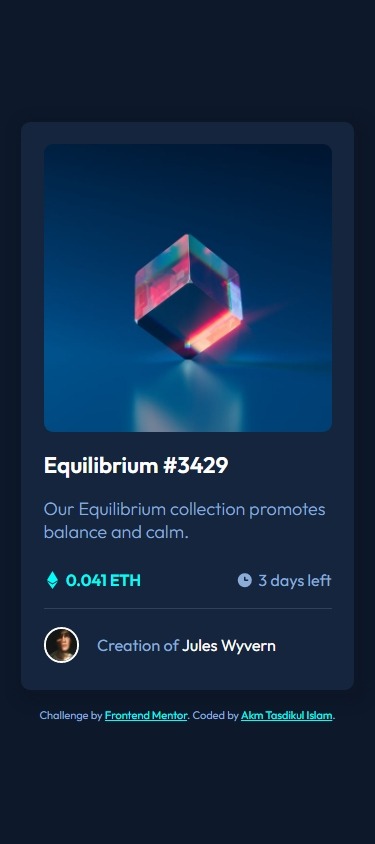 Equilibrium #3429
Our Equilibrium collection promotes
balance and calm.
0.041 ETH
3 days left
Creation of Jules Wyvern
Challenge by Frontend Mentor. Coded by Akm Tasdikul Islam.